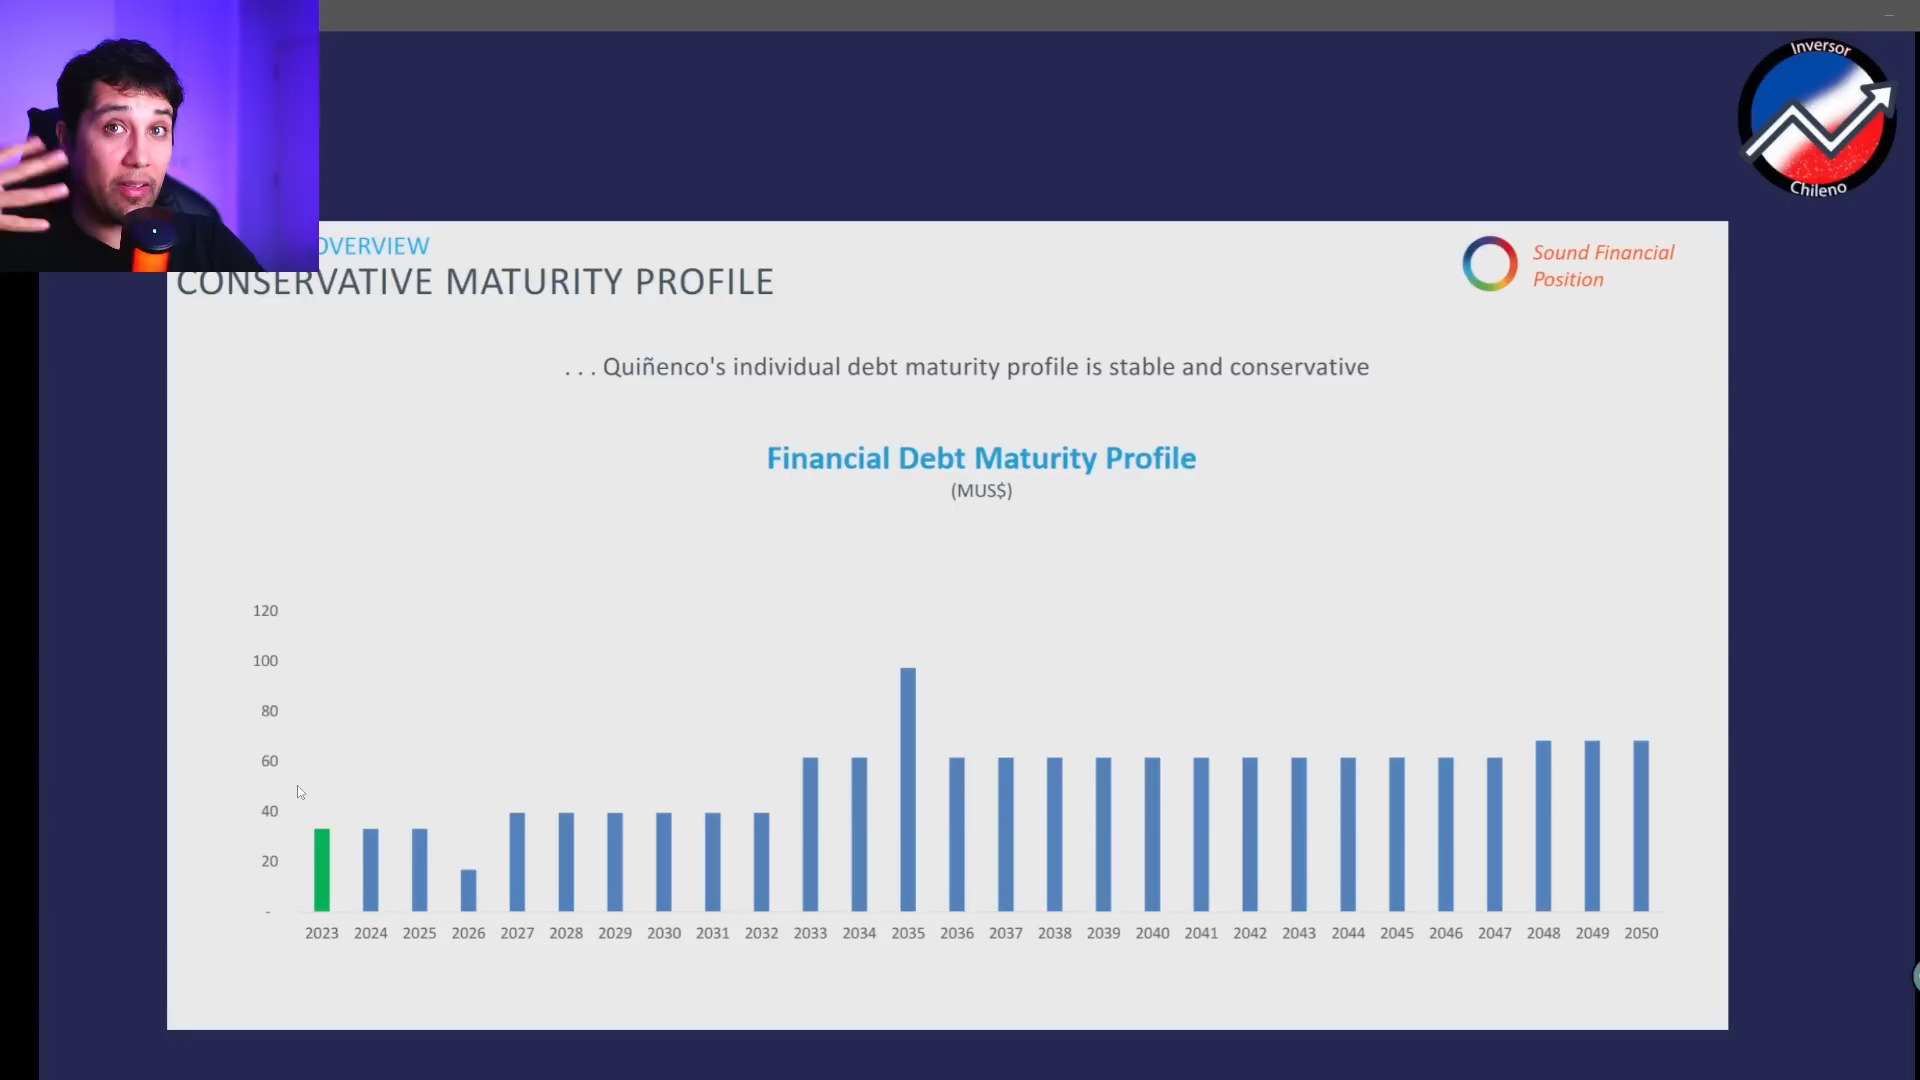 Inversor
Chileno
OVERVIEW
CONSERVATIVE MATURITY PROFILE
Sound Financial
Position
. . . Quiñenco's individual debt maturity profile is stable and conservative
Financial Debt Maturity Profile
(MUS$)
120
100
80
60
40
20
-
2023 2024 2025 2026 2027 2028 2029 2030 2031 2032 2033 2034 2035 2036 2037 2038 2039 2040 2041 2042 2043 2044 2045 2046 2047 2048 2049 2050